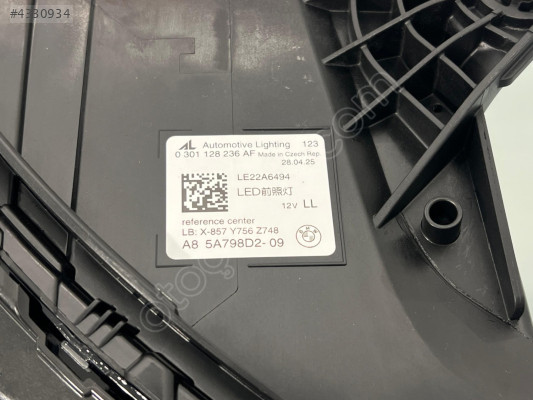 #4330934
AL Automotive Lighting 123
0 301 128 236 AF Made in Czech Rep.
28.04.25
LE22A6494
LED前照灯
12V LL
reference center
LB: X-857 Y756 Z748
A8 5A798D2-09